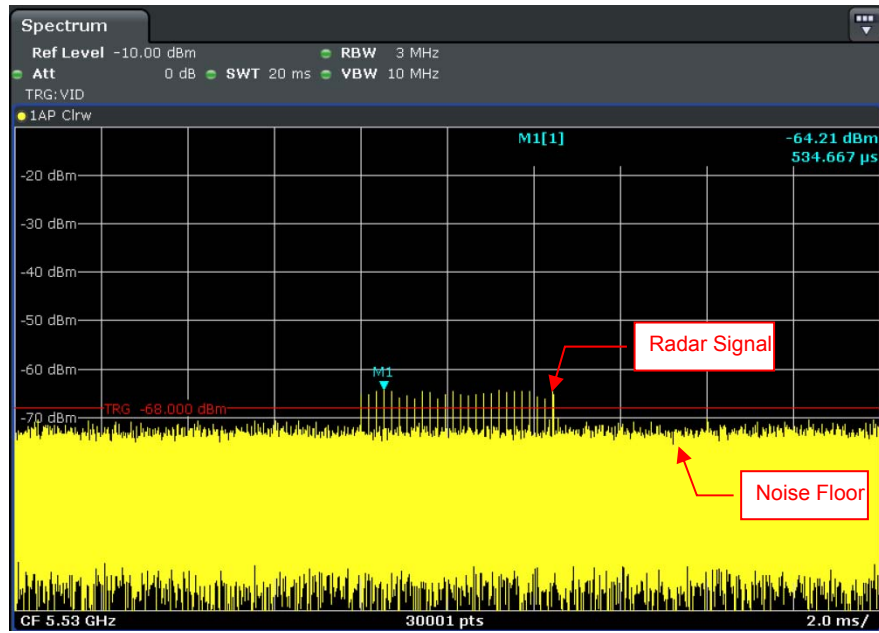 Spectrum
Ref Level -10.00 dBm RBW 3 MHz
Att 0 dB SWT 20 ms VBW 10 MHz
TRG:VID
1AP Clrw
M1[1] -64.21 dBm
534.667 µs
-20 dBm
-30 dBm
-40 dBm
-50 dBm
Radar Signal
-60 dBm
M1
TRG -68.000 dBm
-70 dBm
Noise Floor
CF 5.53 GHz 30001 pts 2.0 ms/